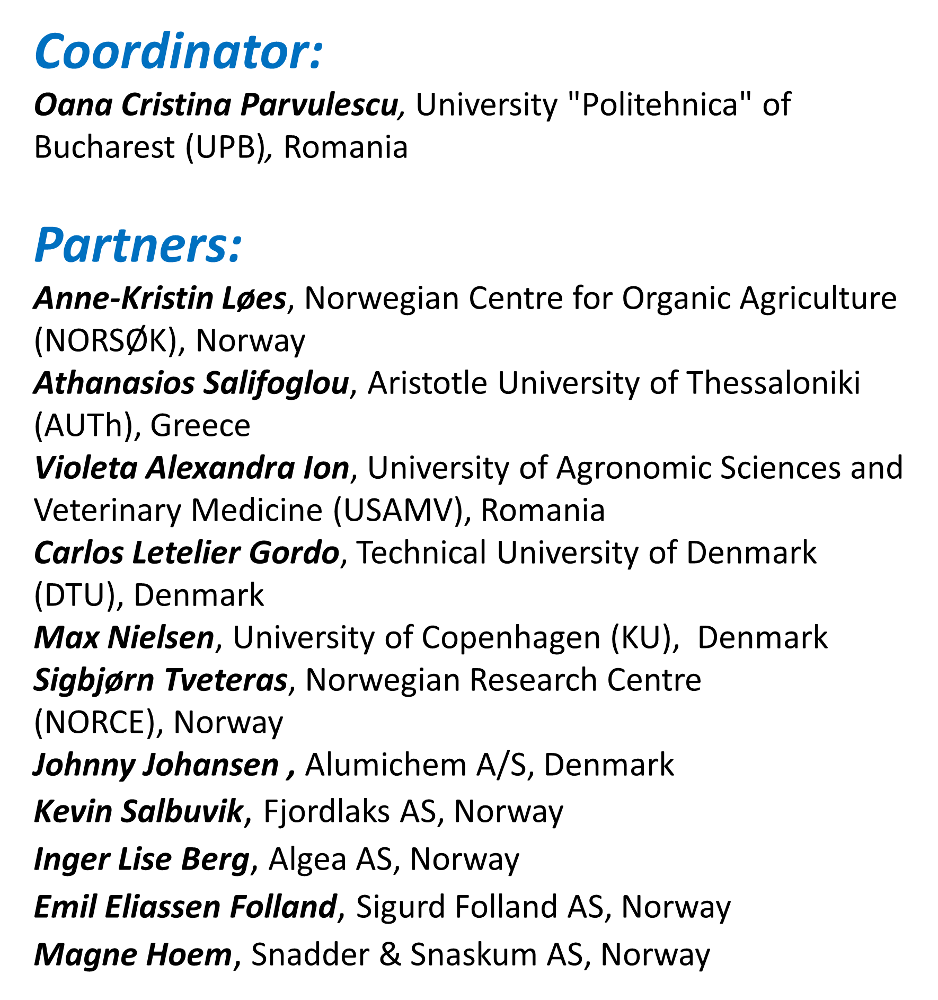 Coordinator:
Oana Cristina Parvulescu, University "Politehnica" of
Bucharest (UPB), Romania
Partners:
Anne-Kristin Løes, Norwegian Centre for Organic Agriculture
(NORSØK), Norway
Athanasios Salifoglou, Aristotle University of Thessaloniki
(AUTh), Greece
Violeta Alexandra Ion, University of Agronomic Sciences and
Veterinary Medicine (USAMV), Romania
Carlos Letelier Gordo, Technical University of Denmark
(DTU), Denmark
Max Nielsen, University of Copenhagen (KU),  Denmark
Sigbjørn Tveteras, Norwegian Research Centre
(NORCE), Norway
Johnny Johansen , Alumichem A/S, Denmark
Kevin Salbuvik, Fjordlaks AS, Norway
Inger Lise Berg, Algea AS, Norway
Emil Eliassen Folland, Sigurd Folland AS, Norway
Magne Hoem, Snadder & Snaskum AS, Norway